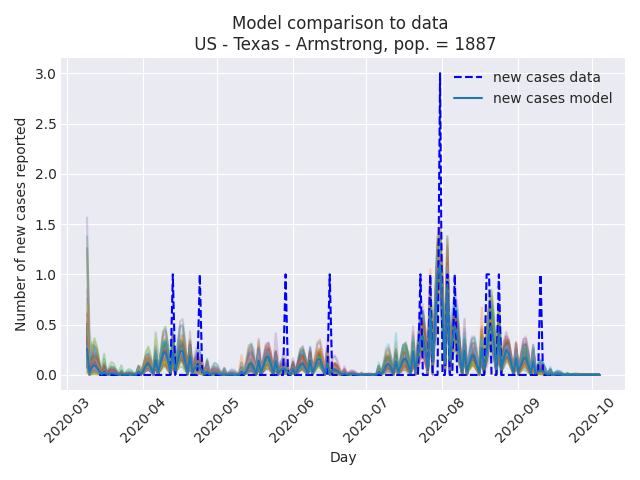 Model comparison to data
US - Texas - Armstrong, pop. = 1887
new cases data
new cases model
Number of new cases reported
3.0
2.5
2.0
1.5
1.0
0.5
0.0
2020-03
2020-04
2020-05
2020-06
2020-07
2020-08
2020-09
2020-10
Day